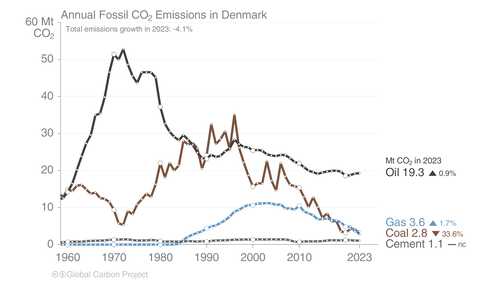 Annual Fossil CO₂ Emissions in Denmark
60 Mt
CO₂
Total emissions growth in 2023: -4.1%
50
40
30
20
10
0
1960 1970 1980 1990 2000 2010 2023
Mt CO₂ in 2023
Oil 19.3 ▲ 0.9%
Gas 3.6 ▲ 1.7%
Coal 2.8 ▼ 33.6%
Cement 1.1 — nc
Global Carbon Project